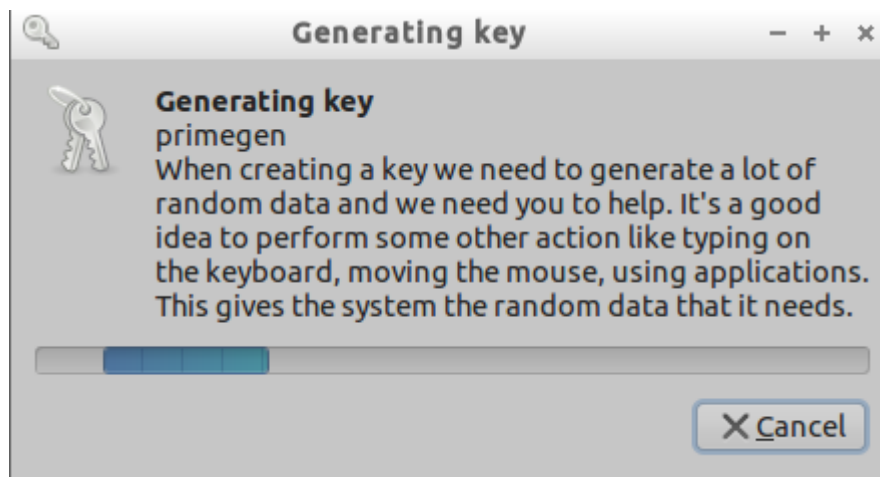 Generating key
Generating key
primegen
When creating a key we need to generate a lot of
random data and we need you to help. It's a good
idea to perform some other action like typing on
the keyboard, moving the mouse, using applications.
This gives the system the random data that it needs.
Cancel